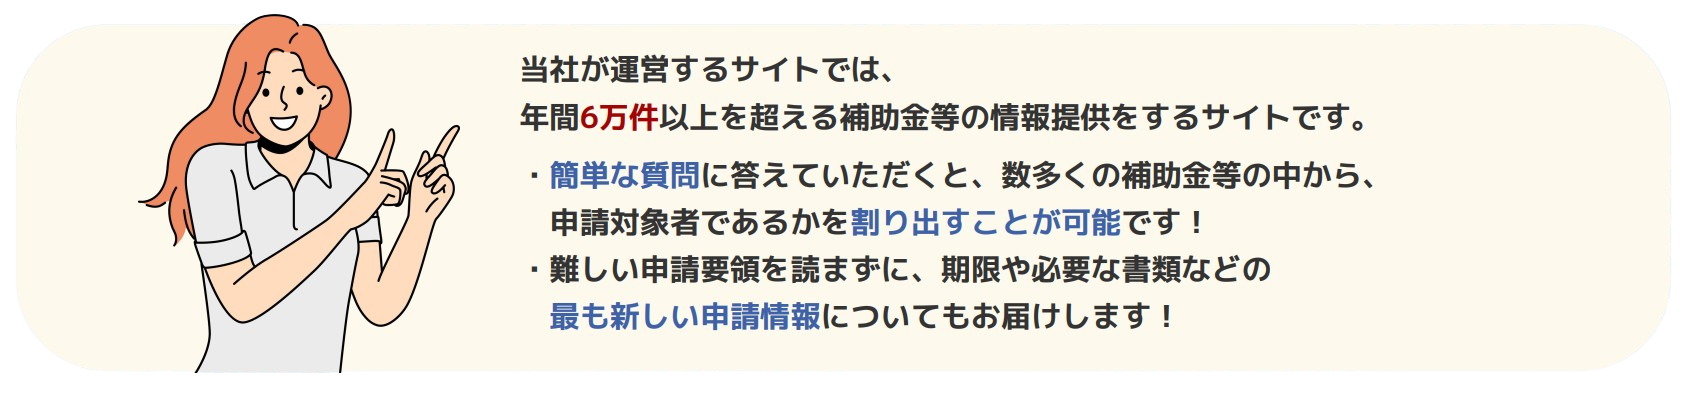 当社が運営するサイトでは、
年間6万件以上を超える補助金等の情報提供をするサイトです。
・簡単な質問に答えていただくと、数多くの補助金等の中から、
申請対象者であるかを割り出すことが可能です！
・難しい申請要領を読まずに、期限や必要な書類などの
最も新しい申請情報についてもお届けします！